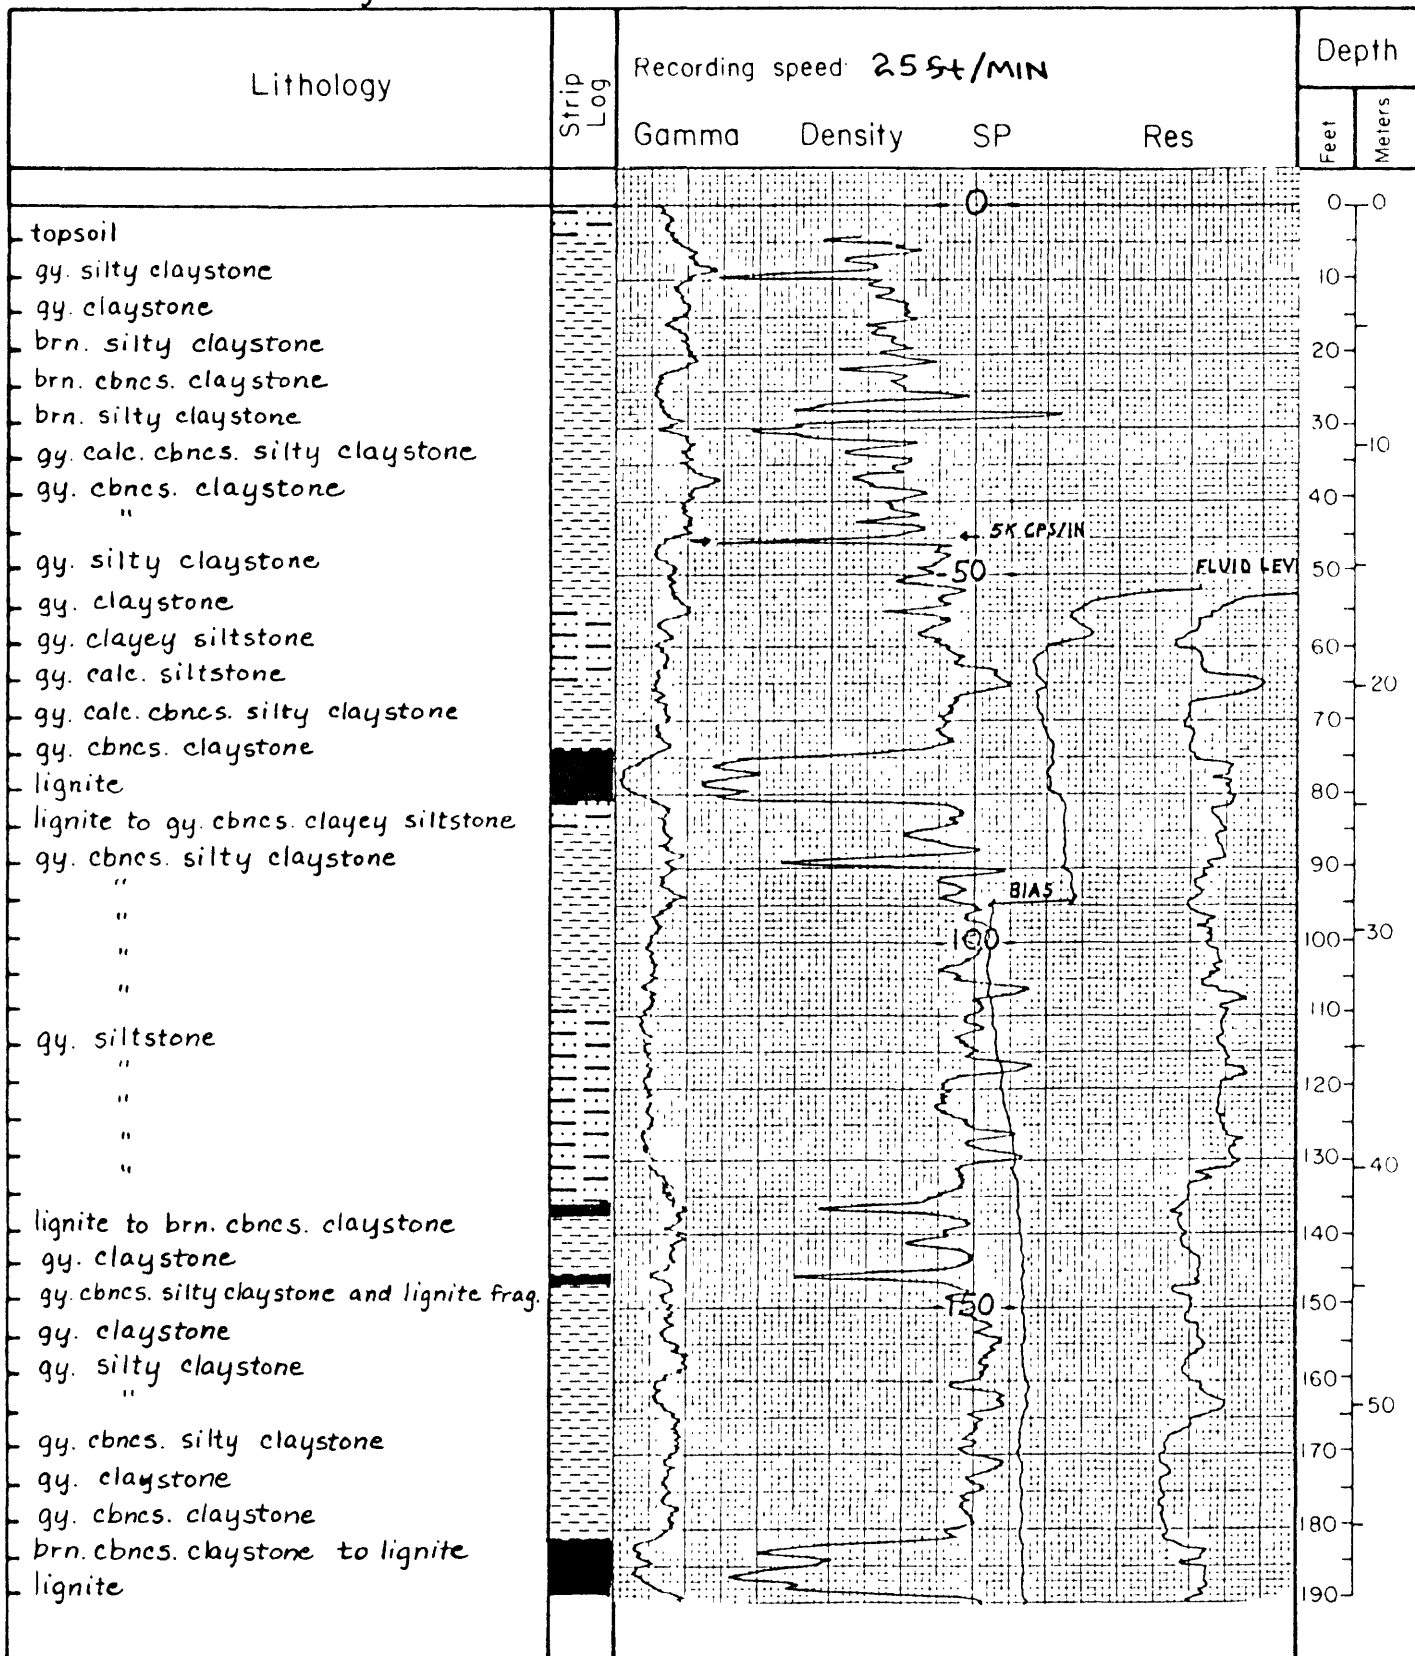 Lithology
Strip Log
Recording speed 25 ft/MIN
Gamma Density SP Res
Depth
Feet
Meters
topsoil
gy. silty claystone
gy. claystone
brn. silty claystone
brn. cbncs. claystone
brn. silty claystone
gy. calc. cbncs. silty claystone
gy. cbncs. claystone
"
gy. silty claystone
gy. claystone
gy. clayey siltstone
gy. calc. siltstone
gy. calc. cbncs. silty claystone
gy. cbncs. claystone
lignite
lignite to gy. cbncs. clayey siltstone
gy. cbncs. silty claystone
"
"
"
"
gy. siltstone
"
"
"
"
lignite to brn. cbncs. claystone
gy. claystone
gy. cbncs. silty claystone and lignite frag.
gy. claystone
gy. silty claystone
"
gy. cbncs. silty claystone
gy. claystone
gy. cbncs. claystone
brn. cbncs. claystone to lignite
lignite
0
5K CPS/IN
50
FLUID LEV
BIAS
100
150
0
10
20
30
40
50
60
70
80
90
100
110
120
130
140
150
160
170
180
190
0
10
20
30
40
50